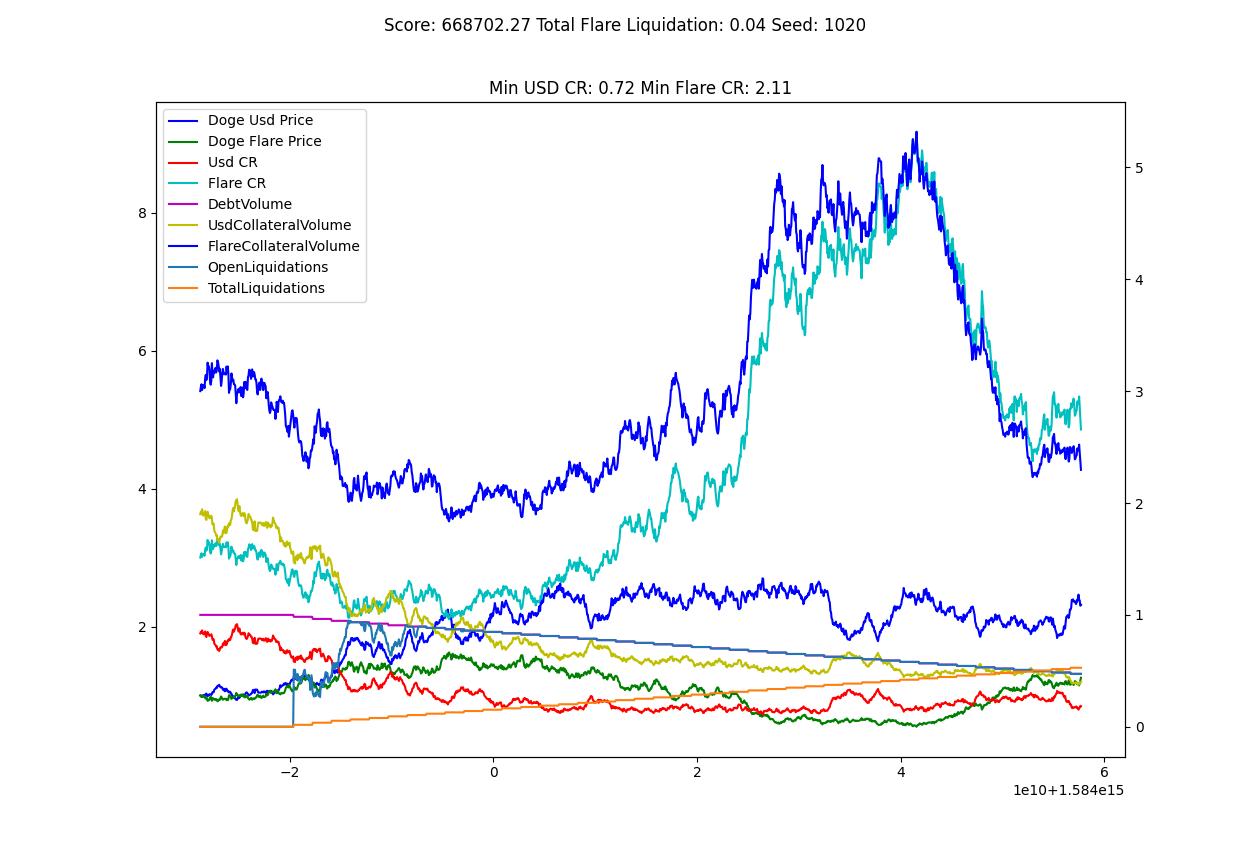 Score: 668702.27 Total Flare Liquidation: 0.04 Seed: 1020
Min USD CR: 0.72 Min Flare CR: 2.11
Doge Usd Price
Doge Flare Price
Usd CR
Flare CR
DebtVolume
UsdCollateralVolume
FlareCollateralVolume
OpenLiquidations
TotalLiquidations
8
6
4
2
5
4
3
2
1
0
−2
0
2
4
6
1e10+1.584e15